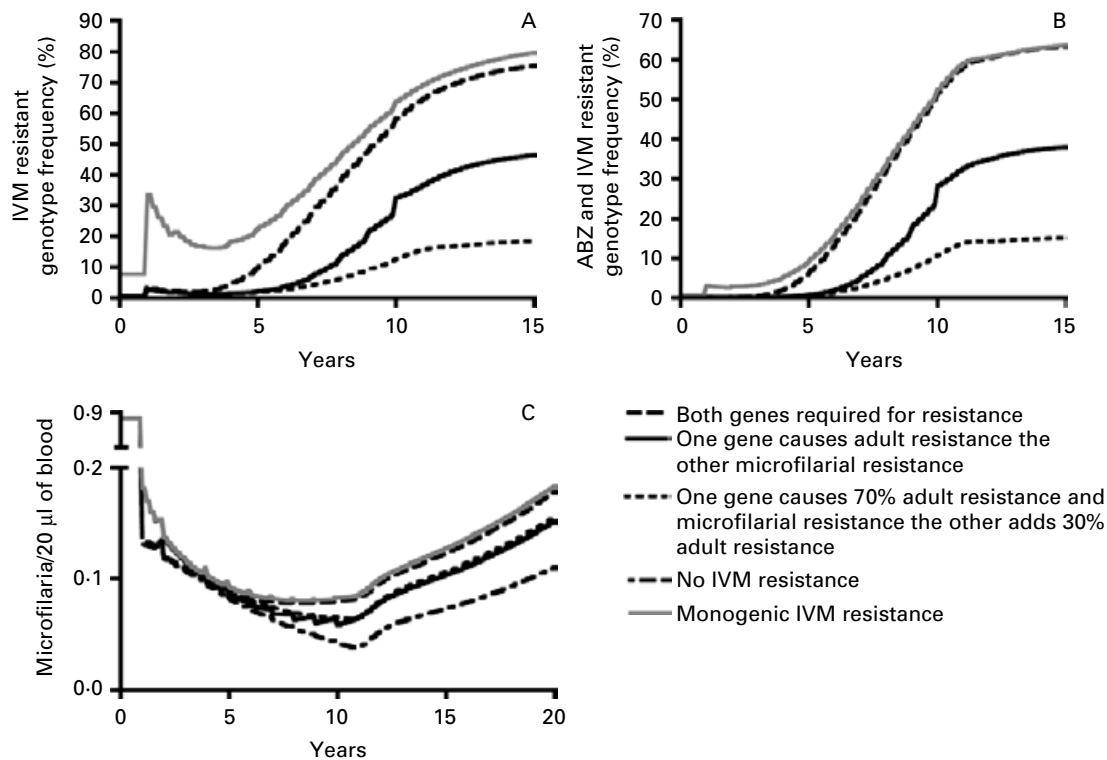 A
IVM resistant
genotype frequency (%)
90
80
70
60
50
40
30
20
10
0
0 5 10 15
Years
B
ABZ and IVM resistant
genotype frequency (%)
70
60
50
40
30
20
10
0
0 5 10 15
Years
C
Microfilaria/20 µl of blood
0·9
0·2
0·1
0·0
0 5 10 15 20
Years
Both genes required for resistance
One gene causes adult resistance the
other microfilarial resistance
One gene causes 70% adult resistance and
microfilarial resistance the other adds 30%
adult resistance
No IVM resistance
Monogenic IVM resistance